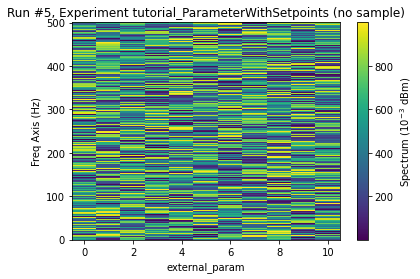 Run #5, Experiment tutorial_ParameterWithSetpoints (no sample)
500
400
300
200
100
0
Freq Axis (Hz)
0 2 4 6 8 10
external_param
800
600
400
200
Spectrum (10⁻³ dBm)